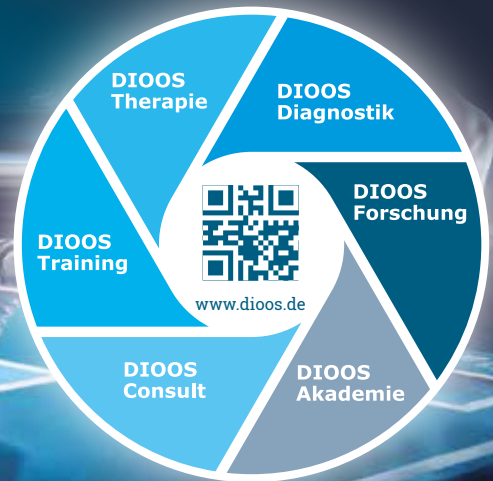 DIOOS
Therapie
DIOOS
Diagnostik
DIOOS
Forschung
DIOOS
Training
www.dioos.de
DIOOS
Consult
DIOOS
Akademie